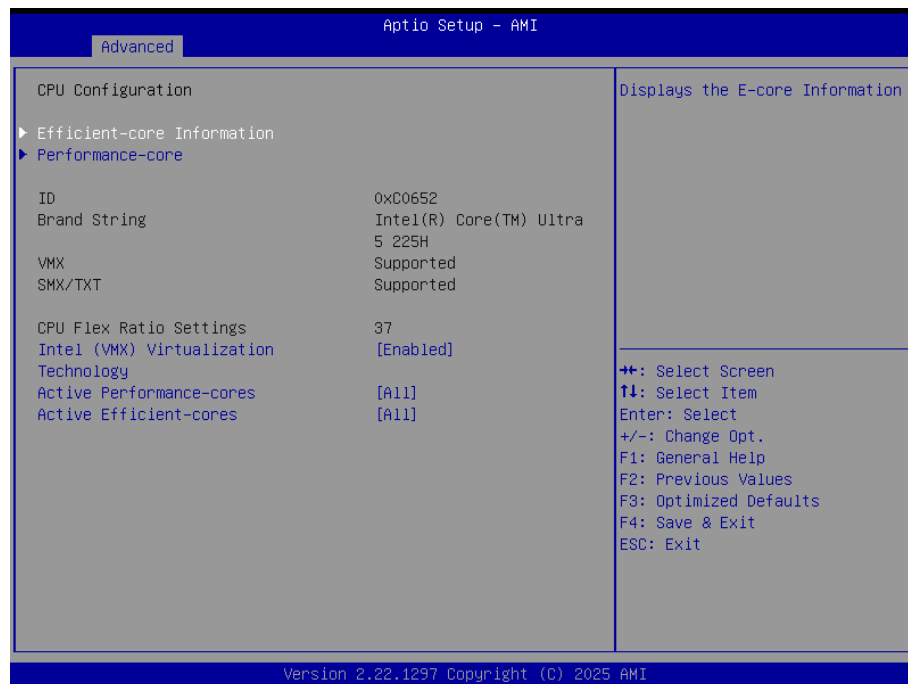 Aptio Setup – AMI
Advanced
CPU Configuration
Efficient-core Information
Performance-core
ID 0xC0652
Brand String Intel(R) Core(TM) Ultra
5 225H
VMX Supported
SMX/TXT Supported
CPU Flex Ratio Settings 37
Intel (VMX) Virtualization [Enabled]
Technology
Active Performance-cores [All]
Active Efficient-cores [All]
Displays the E-core Information
→←: Select Screen
↑↓: Select Item
Enter: Select
+/-: Change Opt.
F1: General Help
F2: Previous Values
F3: Optimized Defaults
F4: Save & Exit
ESC: Exit
Version 2.22.1297 Copyright (C) 2025 AMI